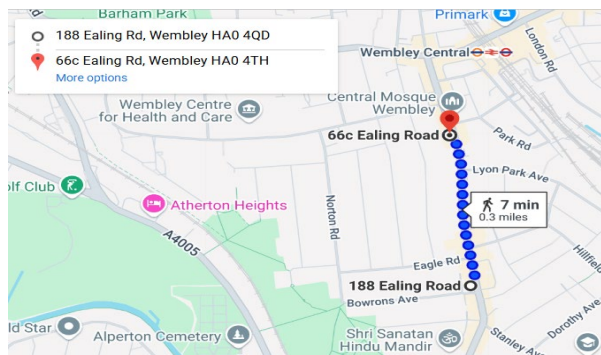 Barham Park
Primark
188 Ealing Rd, Wembley HA0 4QD
66c Ealing Rd, Wembley HA0 4TH
More options
Wembley Central
London Rd
Wembley Centre
for Health and Care
Central Mosque
Wembley
66c Ealing Road
Park Rd
Lyon Park Ave
olf Club
Atherton Heights
Norton Rd
7 min
0.3 miles
A4005
Eagle Rd
Hillfield
188 Ealing Road
Bowrons Ave
ld Star
Alperton Cemetery
Shri Sanatan
Hindu Mandir
Stanley Ave
Dorothy Ave